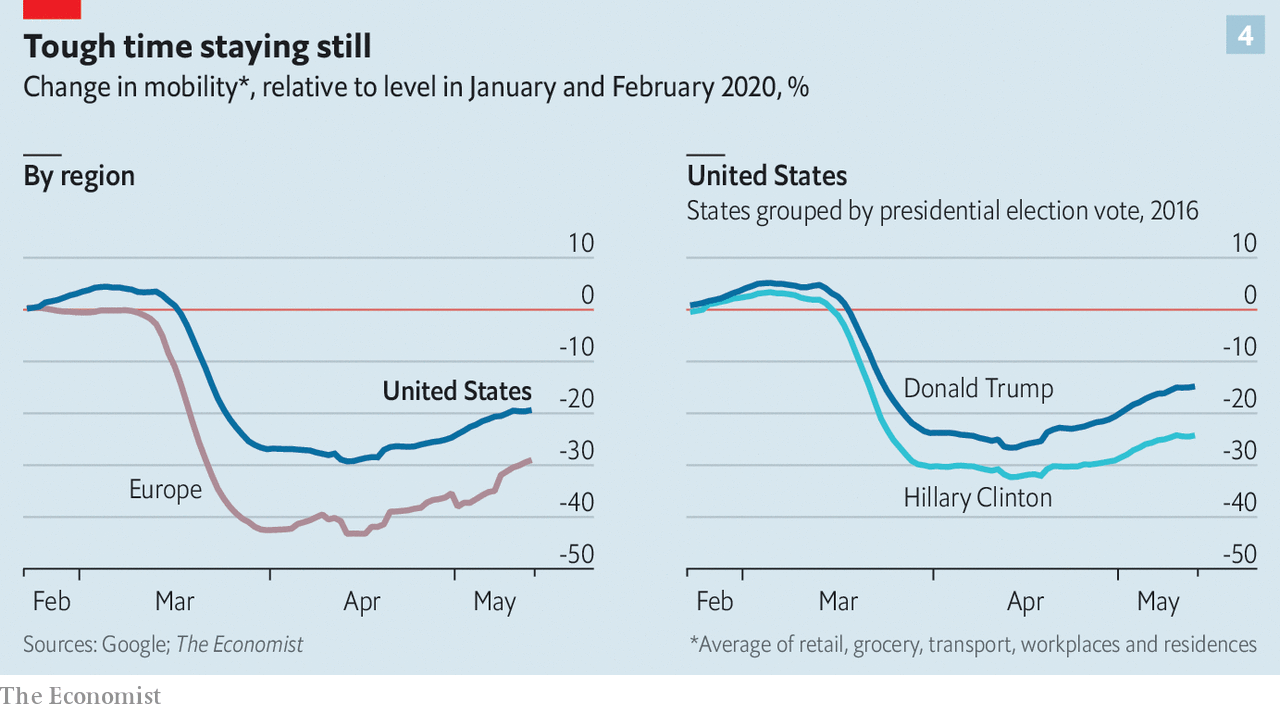 Tough time staying still
4
Change in mobility*, relative to level in January and February 2020, %
By region
10
0
-10
-20
-30
-40
-50
United States
Europe
Feb
Mar
Apr
May
United States
States grouped by presidential election vote, 2016
10
0
-10
-20
-30
-40
-50
Donald Trump
Hillary Clinton
Feb
Mar
Apr
May
Sources: Google; The Economist
*Average of retail, grocery, transport, workplaces and residences
The Economist